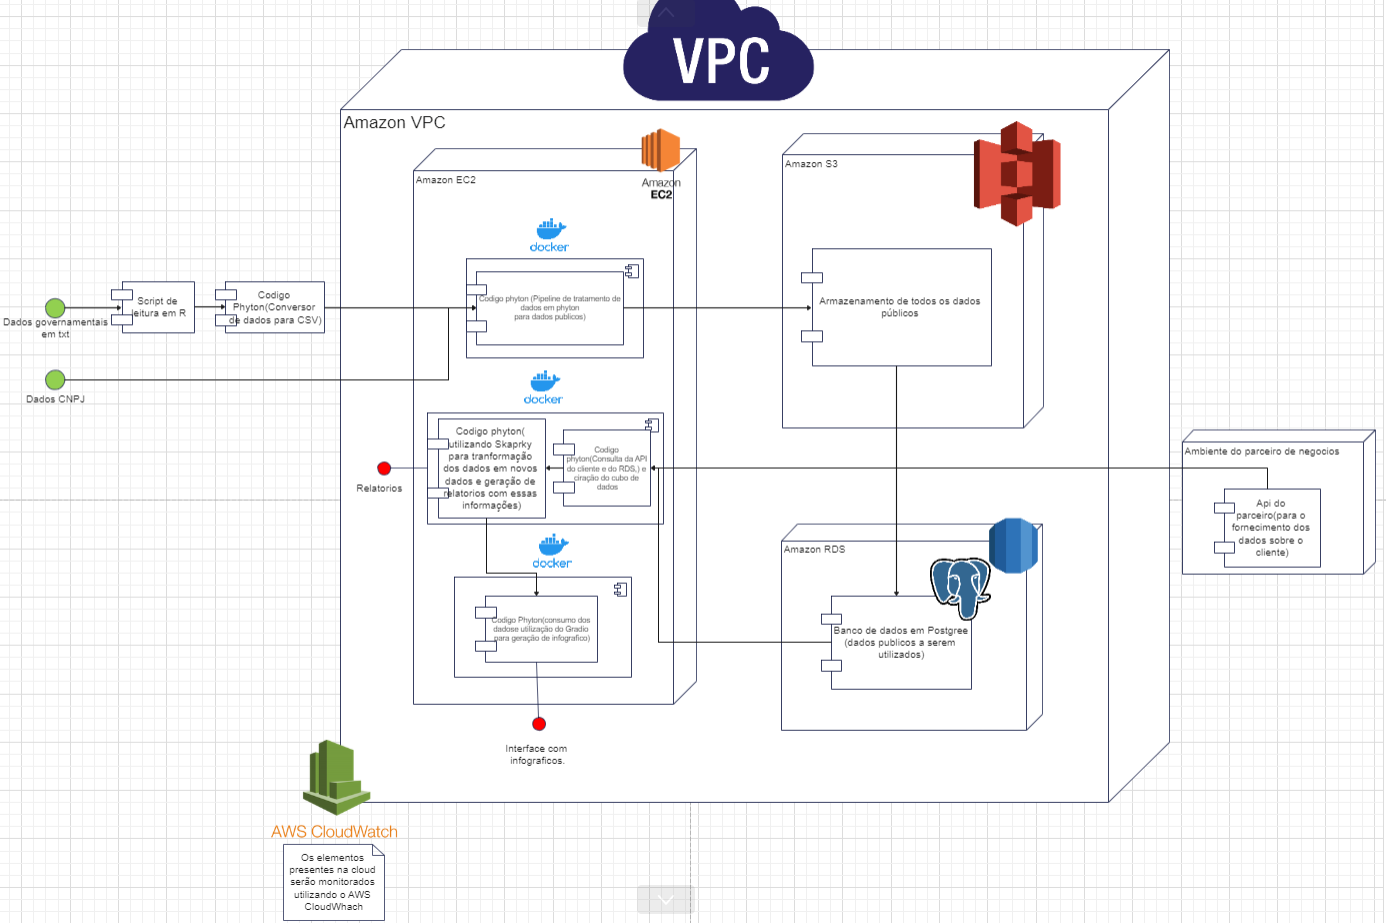 VPC
Amazon VPC
Amazon EC2
Amazon
EC2
Amazon S3
docker
Codigo phyton (Pipeline de tratamento de
dados em phyton
para dados publicos)
Armazenamento de todos os dados
públicos
Script de
leitura em R
Codigo
Phyton(Conversor
de dados para CSV)
Dados governamentais
em txt
Dados CNPJ
docker
Codigo phyton(
utilizando Skaprky
para tranformação
dos dados em novos
dados e geração de
relatorios com essas
informações)
Codigo
phyton(Consulta da API
do cliente e do RDS,) e
ciração do cubo de
dados
Relatorios
Ambiente do parceiro de negocios
Api do
parceiro(para o
fornecimento dos
dados sobre o
cliente)
docker
Codigo Phyton(consumo dos
dadose utilização do Gradio
para geração de infografico)
Amazon RDS
Banco de dados em Postgree
(dados publicos a serem
utilizados)
Interface com
infograficos.
AWS CloudWatch
Os elementos
presentes na cloud
serão monitorados
utilizando o AWS
CloudWhach